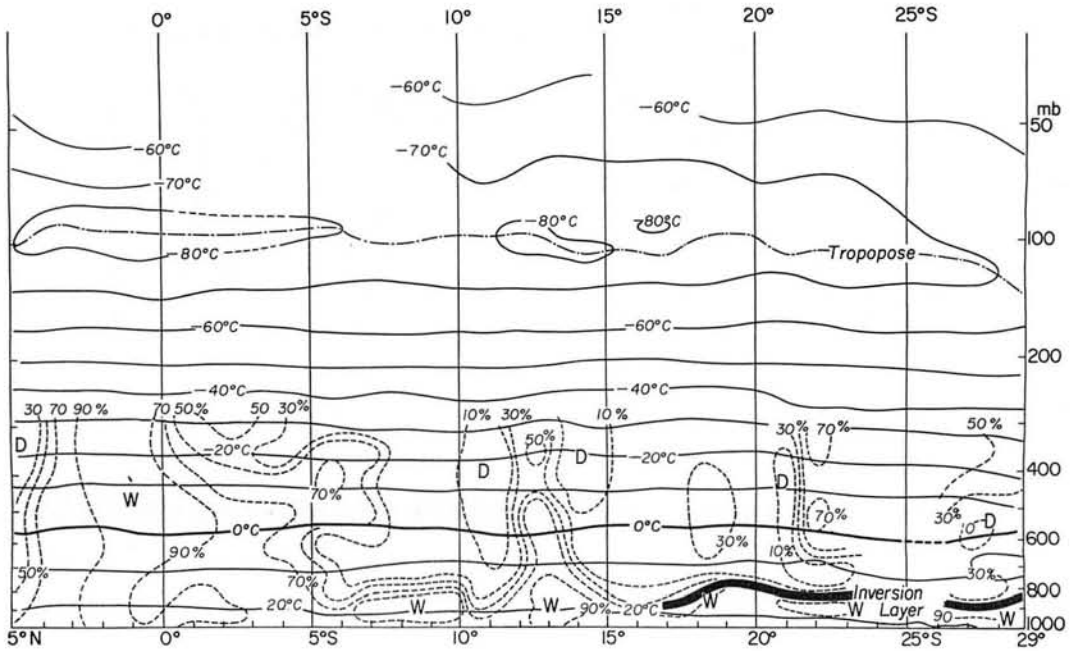 0° 5°S 10° 15° 20° 25°S
mb
-60°C -60°C
50
-60°C
-70°C
-70°C
-80°C -80°C
100
-80°C Tropopose
-60°C -60°C
200
-40°C -40°C
30 70 90% 70 50% 50 30% 10% 30% 10% 50%
30% 70%
50%
D -20°C D D -20°C
400
70% D
W
70% 30% D
0°C 0°C 10
30%
600
90% 10%
50% 70% 30%
800
Inversion
20°C W W 90% 20°C W W Layer 90 W
1000
5°N 0° 5°S 10° 15° 20° 25°S 29°